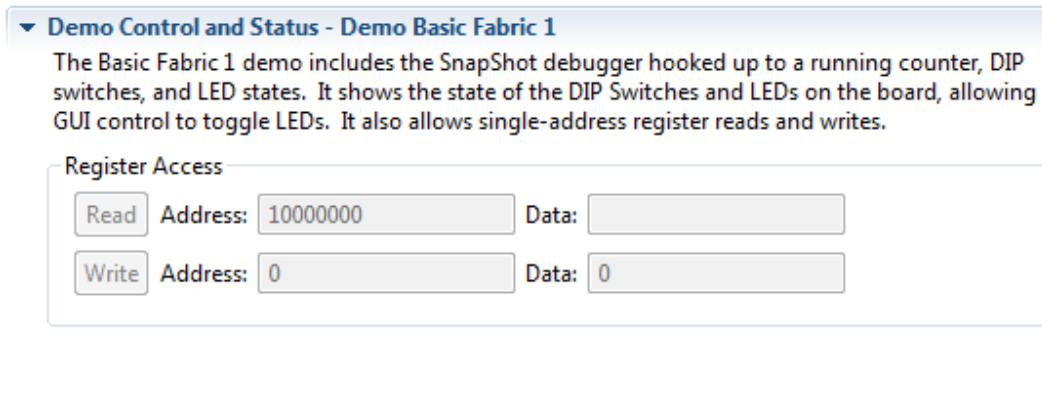 Demo Control and Status - Demo Basic Fabric 1
The Basic Fabric 1 demo includes the SnapShot debugger hooked up to a running counter, DIP
switches, and LED states.  It shows the state of the DIP Switches and LEDs on the board, allowing
GUI control to toggle LEDs.  It also allows single-address register reads and writes.
Register Access
Read Address: 10000000 Data:
Write Address: 0 Data: 0